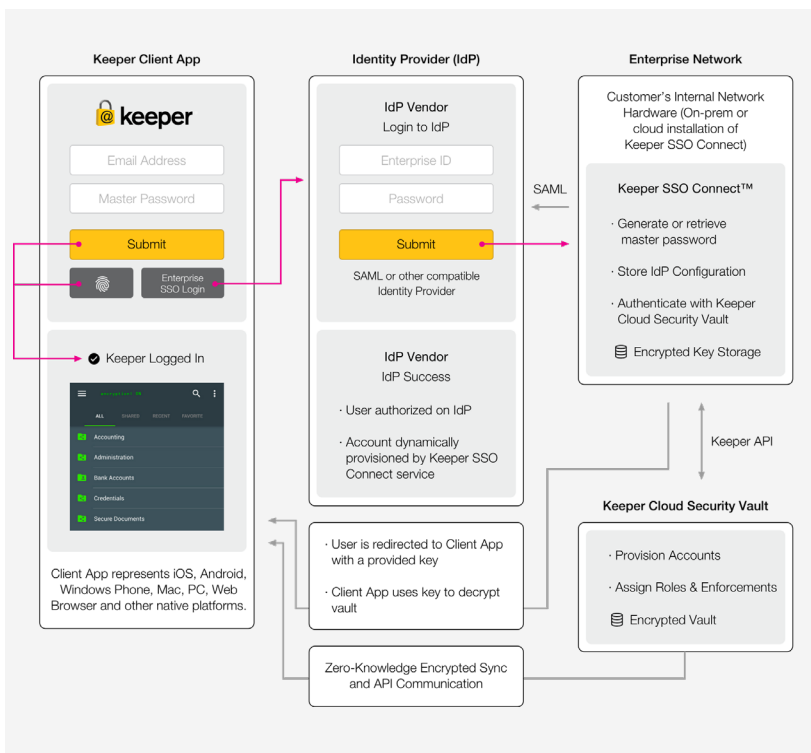 Keeper Client App
@ keeper
Email Address
Master Password
Submit
Enterprise
SSO Login
Keeper Logged In
ALL SHARED RECENT FAVORITE
Accounting
Administration
Bank Accounts
Credentials
Secure Documents
Client App represents iOS, Android,
Windows Phone, Mac, PC, Web
Browser and other native platforms.
Identity Provider (IdP)
IdP Vendor
Login to IdP
Enterprise ID
Password
Submit
SAML or other compatible
Identity Provider
IdP Vendor
IdP Success
· User authorized on IdP
· Account dynamically
provisioned by Keeper SSO
Connect service
· User is redirected to Client App
with a provided key
· Client App uses key to decrypt
vault
Zero-Knowledge Encrypted Sync
and API Communication
SAML
Enterprise Network
Customer's Internal Network
Hardware (On-prem or
cloud installation of
Keeper SSO Connect)
Keeper SSO Connect™
· Generate or retrieve
master password
· Store IdP Configuration
· Authenticate with Keeper
Cloud Security Vault
Encrypted Key Storage
Keeper API
Keeper Cloud Security Vault
· Provision Accounts
· Assign Roles & Enforcements
Encrypted Vault